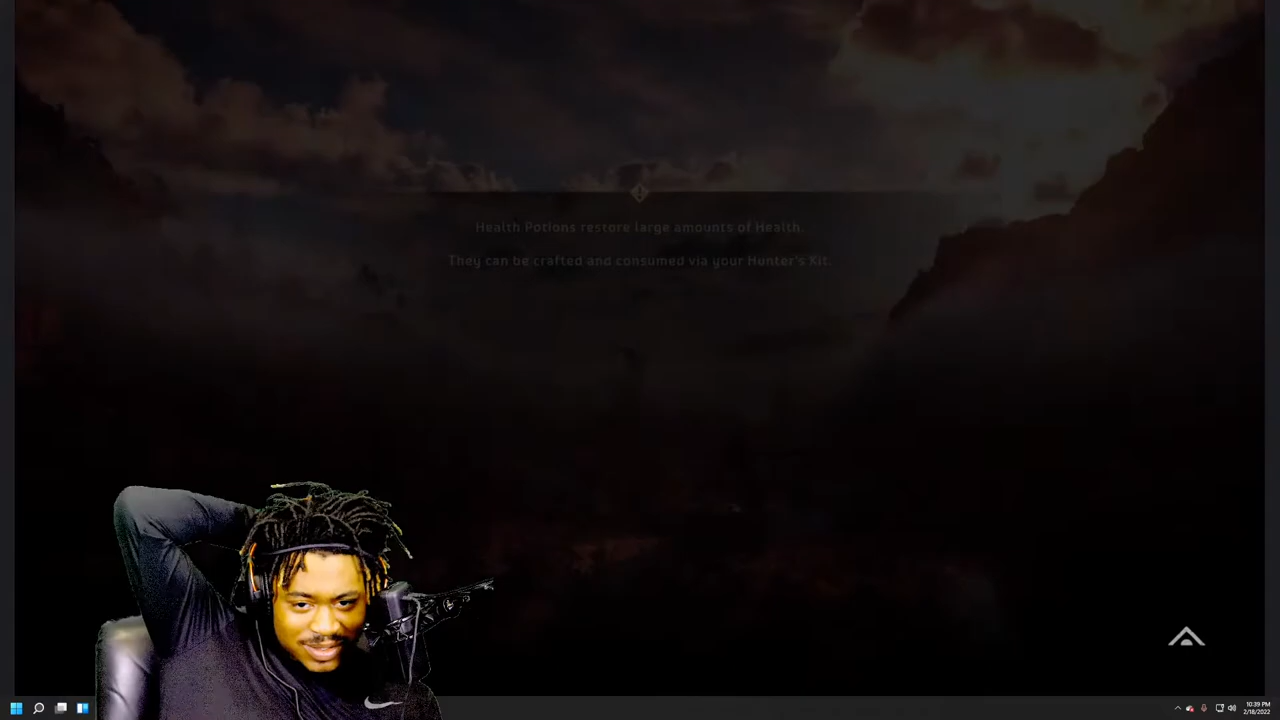 Health Potions restore large amounts of Health.
They can be crafted and consumed via your Hunter's Kit.
10:39 PM
2/18/2022